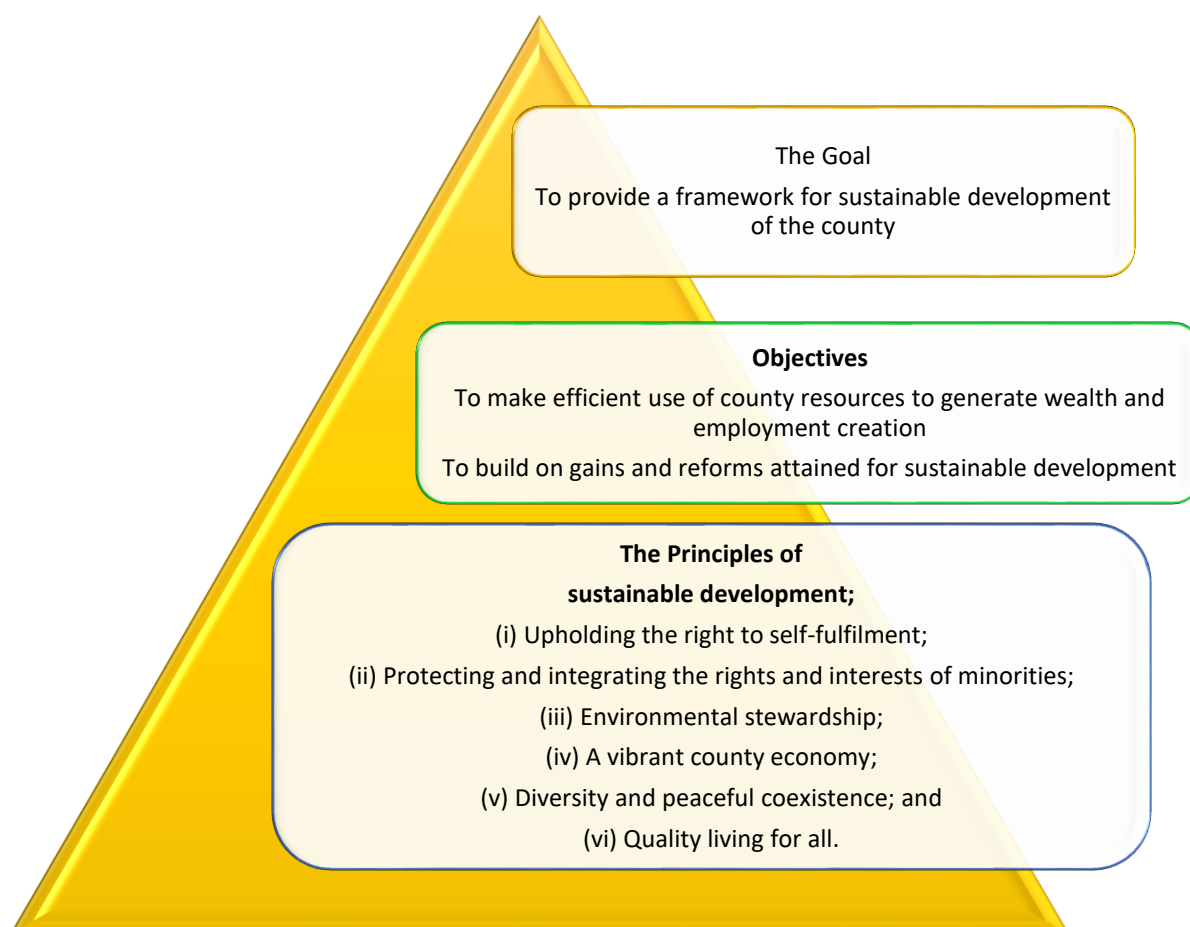 The Goal
To provide a framework for sustainable development
of the county
Objectives
To make efficient use of county resources to generate wealth and
employment creation
To build on gains and reforms attained for sustainable development
The Principles of
sustainable development;
(i) Upholding the right to self-fulfilment;
(ii) Protecting and integrating the rights and interests of minorities;
(iii) Environmental stewardship;
(iv) A vibrant county economy;
(v) Diversity and peaceful coexistence; and
(vi) Quality living for all.